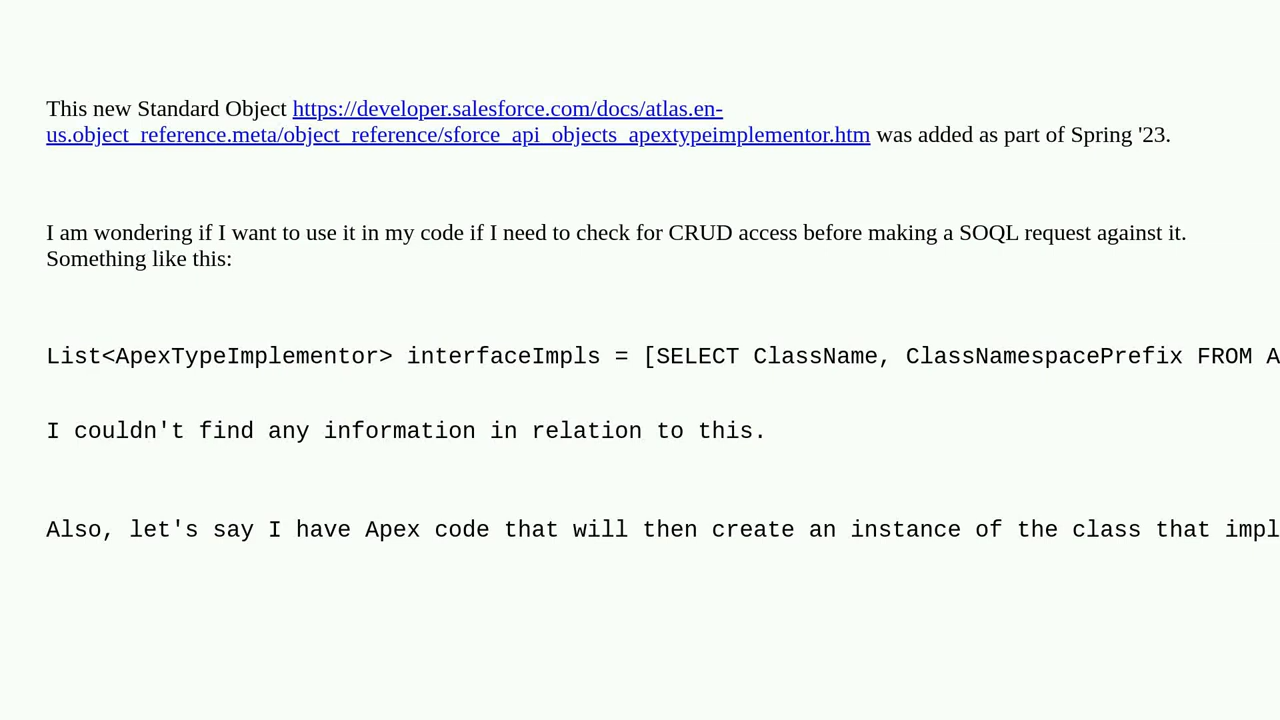 This new Standard Object https://developer.salesforce.com/docs/atlas.en-
us.object_reference.meta/object_reference/sforce_api_objects_apextypeimplementor.htm was added as part of Spring '23.
I am wondering if I want to use it in my code if I need to check for CRUD access before making a SOQL request against it.
Something like this:
List<ApexTypeImplementor> interfaceImpls = [SELECT ClassName, ClassNamespacePrefix FROM A
I couldn't find any information in relation to this.
Also, let's say I have Apex code that will then create an instance of the class that impl